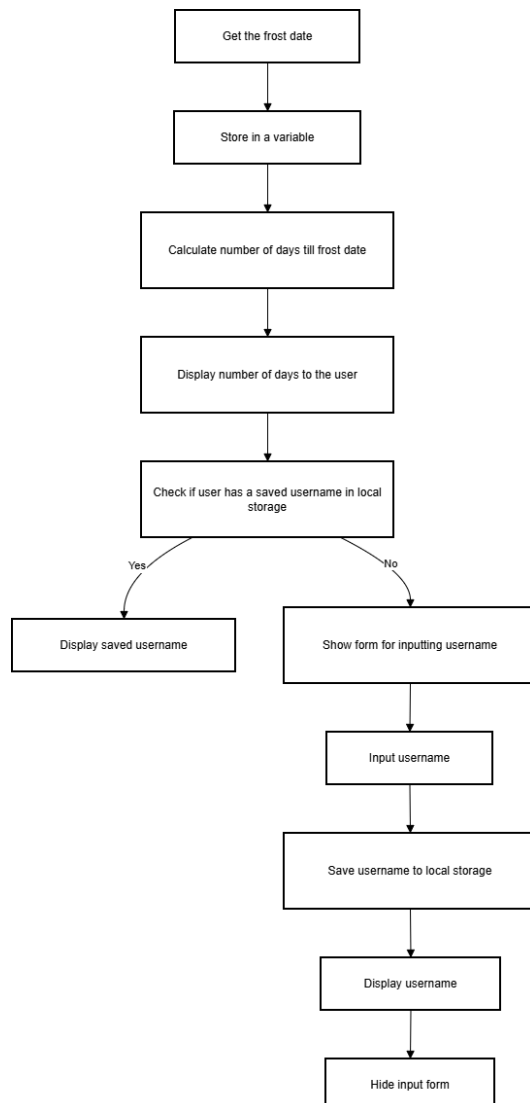 Get the frost date
Store in a variable
Calculate number of days till frost date
Display number of days to the user
Check if user has a saved username in local
storage
Yes
No
Display saved username
Show form for inputting username
Input username
Save username to local storage
Display username
Hide input form